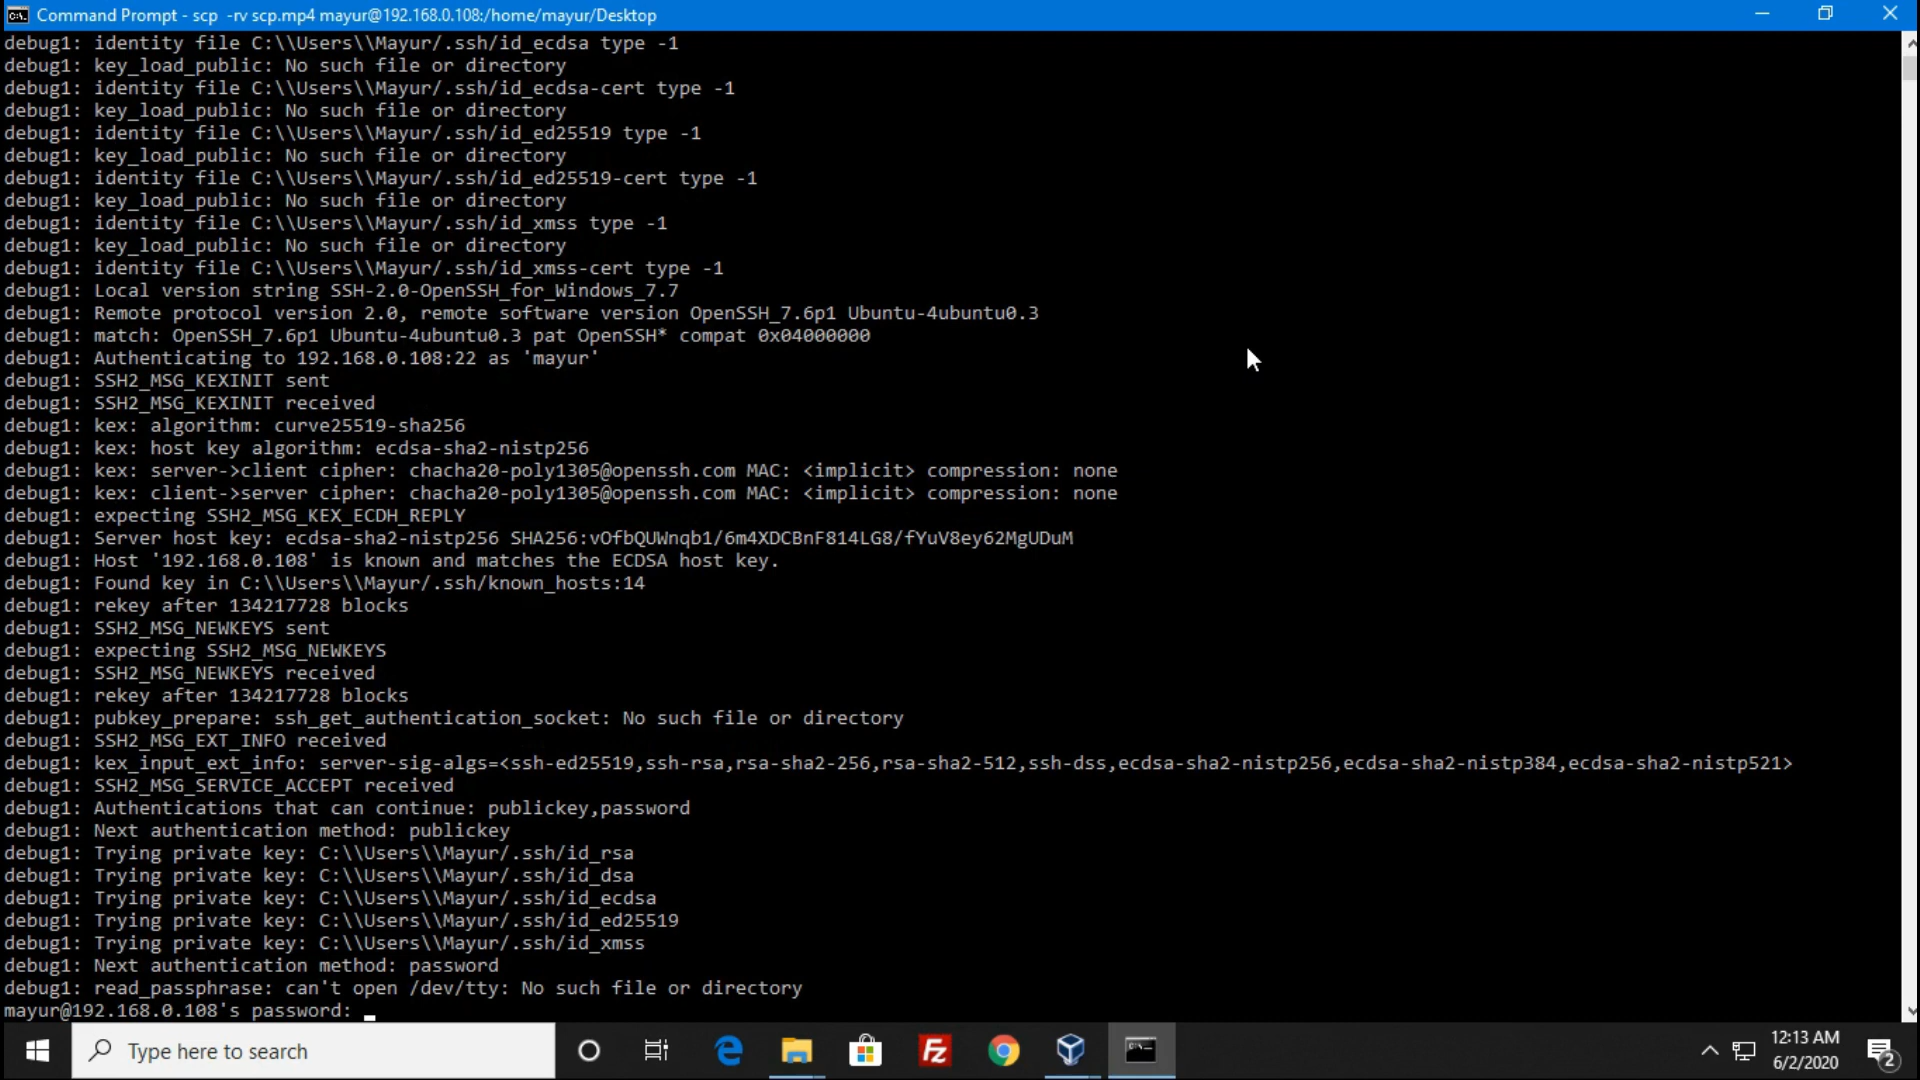 Command Prompt - scp  -rv scp.mp4 mayur@192.168.0.108:/home/mayur/Desktop
debug1: identity file C:\\Users\\Mayur/.ssh/id_ecdsa type -1
debug1: key_load_public: No such file or directory
debug1: identity file C:\\Users\\Mayur/.ssh/id_ecdsa-cert type -1
debug1: key_load_public: No such file or directory
debug1: identity file C:\\Users\\Mayur/.ssh/id_ed25519 type -1
debug1: key_load_public: No such file or directory
debug1: identity file C:\\Users\\Mayur/.ssh/id_ed25519-cert type -1
debug1: key_load_public: No such file or directory
debug1: identity file C:\\Users\\Mayur/.ssh/id_xmss type -1
debug1: key_load_public: No such file or directory
debug1: identity file C:\\Users\\Mayur/.ssh/id_xmss-cert type -1
debug1: Local version string SSH-2.0-OpenSSH_for_Windows_7.7
debug1: Remote protocol version 2.0, remote software version OpenSSH_7.6p1 Ubuntu-4ubuntu0.3
debug1: match: OpenSSH_7.6p1 Ubuntu-4ubuntu0.3 pat OpenSSH* compat 0x04000000
debug1: Authenticating to 192.168.0.108:22 as 'mayur'
debug1: SSH2_MSG_KEXINIT sent
debug1: SSH2_MSG_KEXINIT received
debug1: kex: algorithm: curve25519-sha256
debug1: kex: host key algorithm: ecdsa-sha2-nistp256
debug1: kex: server->client cipher: chacha20-poly1305@openssh.com MAC: <implicit> compression: none
debug1: kex: client->server cipher: chacha20-poly1305@openssh.com MAC: <implicit> compression: none
debug1: expecting SSH2_MSG_KEX_ECDH_REPLY
debug1: Server host key: ecdsa-sha2-nistp256 SHA256:vOfbQUWnqb1/6m4XDCBnF814LG8/fYuV8ey62MgUDuM
debug1: Host '192.168.0.108' is known and matches the ECDSA host key.
debug1: Found key in C:\\Users\\Mayur/.ssh/known_hosts:14
debug1: rekey after 134217728 blocks
debug1: SSH2_MSG_NEWKEYS sent
debug1: expecting SSH2_MSG_NEWKEYS
debug1: SSH2_MSG_NEWKEYS received
debug1: rekey after 134217728 blocks
debug1: pubkey_prepare: ssh_get_authentication_socket: No such file or directory
debug1: SSH2_MSG_EXT_INFO received
debug1: kex_input_ext_info: server-sig-algs=<ssh-ed25519,ssh-rsa,rsa-sha2-256,rsa-sha2-512,ssh-dss,ecdsa-sha2-nistp256,ecdsa-sha2-nistp384,ecdsa-sha2-nistp521>
debug1: SSH2_MSG_SERVICE_ACCEPT received
debug1: Authentications that can continue: publickey,password
debug1: Next authentication method: publickey
debug1: Trying private key: C:\\Users\\Mayur/.ssh/id_rsa
debug1: Trying private key: C:\\Users\\Mayur/.ssh/id_dsa
debug1: Trying private key: C:\\Users\\Mayur/.ssh/id_ecdsa
debug1: Trying private key: C:\\Users\\Mayur/.ssh/id_ed25519
debug1: Trying private key: C:\\Users\\Mayur/.ssh/id_xmss
debug1: Next authentication method: password
debug1: read_passphrase: can't open /dev/tty: No such file or directory
mayur@192.168.0.108's password:
Type here to search
12:13 AM
6/2/2020
2